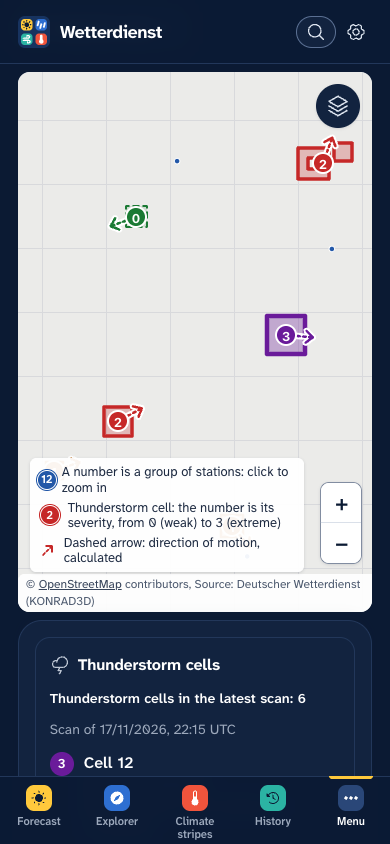 Wetterdienst
2
0
3
2
12 A number is a group of stations: click to
zoom in
2 Thunderstorm cell: the number is its
severity, from 0 (weak) to 3 (extreme)
Dashed arrow: direction of motion,
calculated
+
−
© OpenStreetMap contributors, Source: Deutscher Wetterdienst
(KONRAD3D)
Thunderstorm cells
Thunderstorm cells in the latest scan: 6
Scan of 17/11/2026, 22:15 UTC
3 Cell 12
Forecast Explorer Climate stripes History Menu